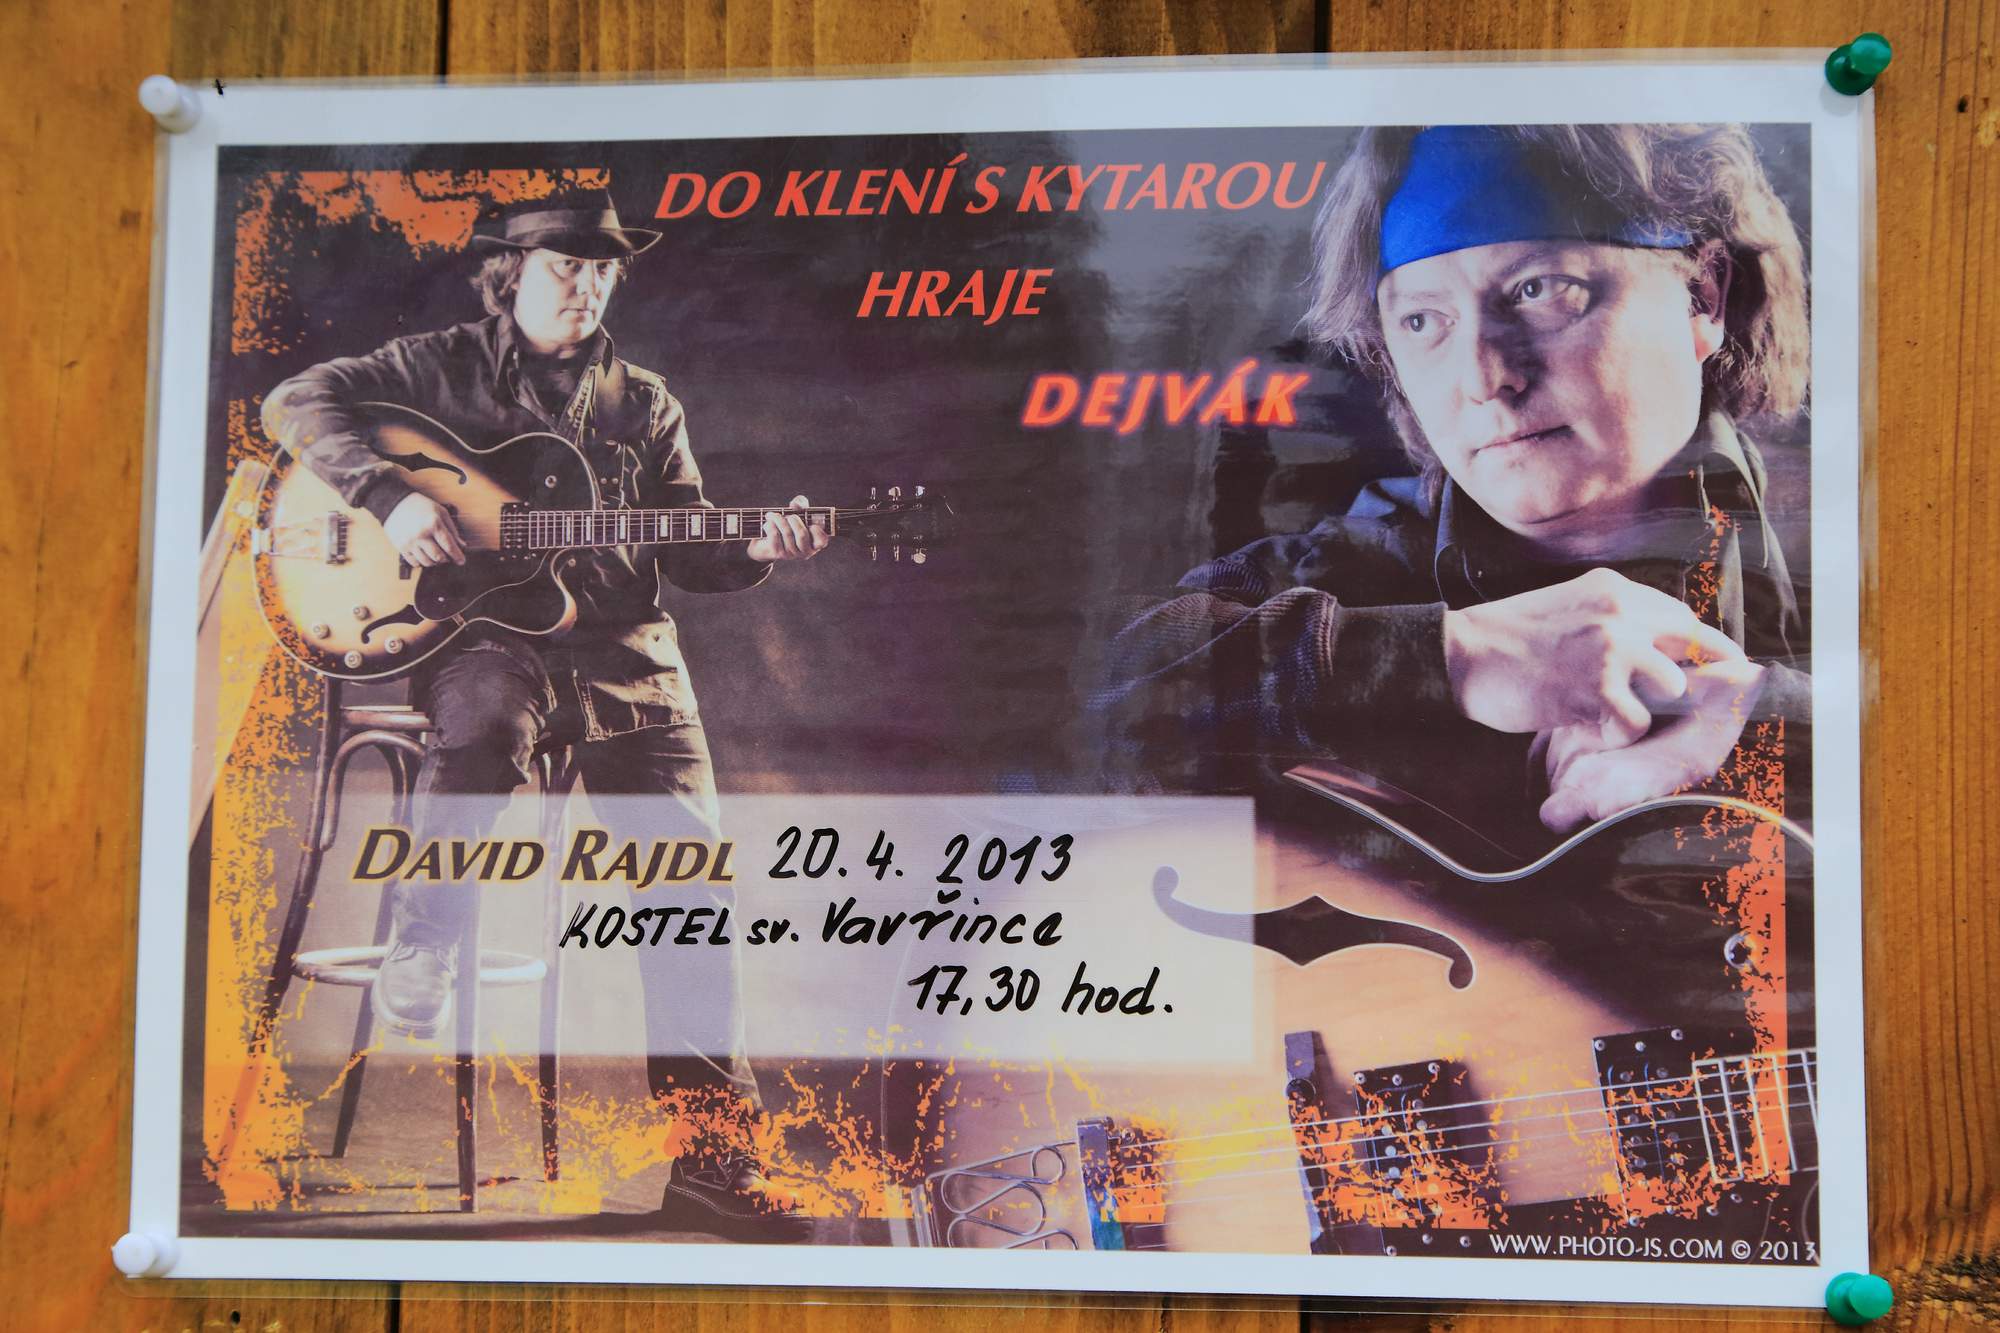 DO KLENÍ S KYTAROU
HRAJE
DEJVÁK
DAVID RAJDL 20. 4. 2013
KOSTEL sv. Vavřince
17,30 hod.
WWW.PHOTO-JS.COM © 2013